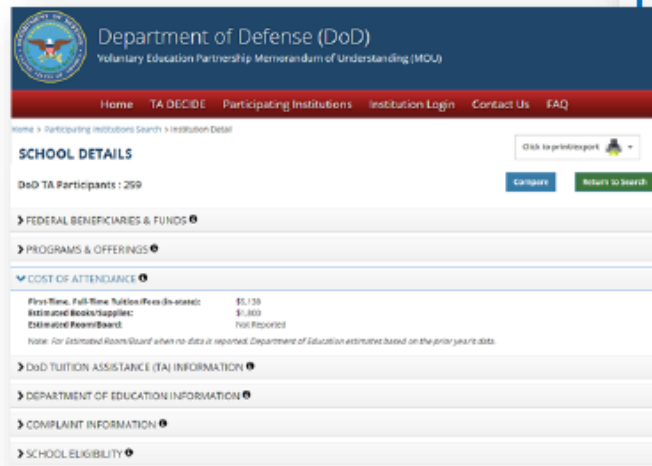 Department of Defense (DoD)
Voluntary Education Partnership Memorandum of Understanding (MOU)
Home TA DECIDE Participating Institutions Institution Login Contact Us FAQ
Home > Participating Institutions Search > Institution Detail
SCHOOL DETAILS
Click to print/export
DoD TA Participants : 299
Compare Return to Search
FEDERAL BENEFICIARIES & FUNDS
PROGRAMS & OFFERINGS
COST OF ATTENDANCE
First-Time, Full-Time Tuition/Fees (in-state):
Estimated Books/Supplies: $1,800
Estimated Room/Board: Not Reported
Note: For Estimated Room/Board when no data is reported, Department of Education estimates based on the prior year's data.
DoD TUITION ASSISTANCE (TA) INFORMATION
DEPARTMENT OF EDUCATION INFORMATION
COMPLAINT INFORMATION
SCHOOL ELIGIBILITY